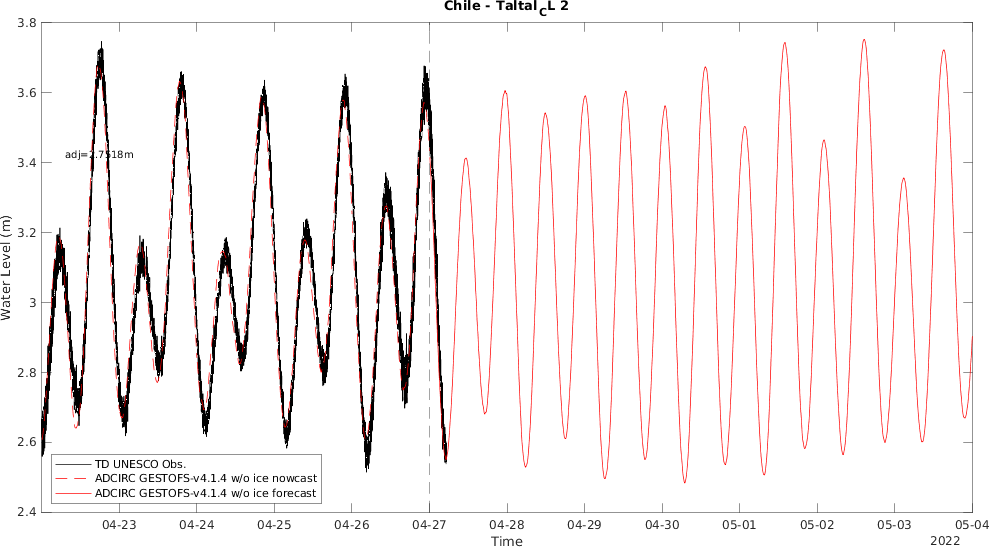 Chile - Taltal_CL 2
3.8
3.6
3.4
3.2
3
2.8
2.6
2.4
Water Level (m)
adj=2.7518m
TD UNESCO Obs.
ADCIRC GESTOFS-v4.1.4 w/o ice nowcast
ADCIRC GESTOFS-v4.1.4 w/o ice forecast
04-23 04-24 04-25 04-26 04-27 04-28 04-29 04-30 05-01 05-02 05-03 05-04
Time
2022